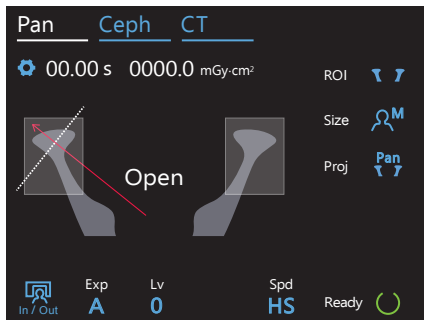 Pan Ceph CT
00.00 s 0000.0 mGy·cm²
ROI
Size M
Proj Pan
Open
In / Out
Exp A
Lv 0
Spd HS
Ready